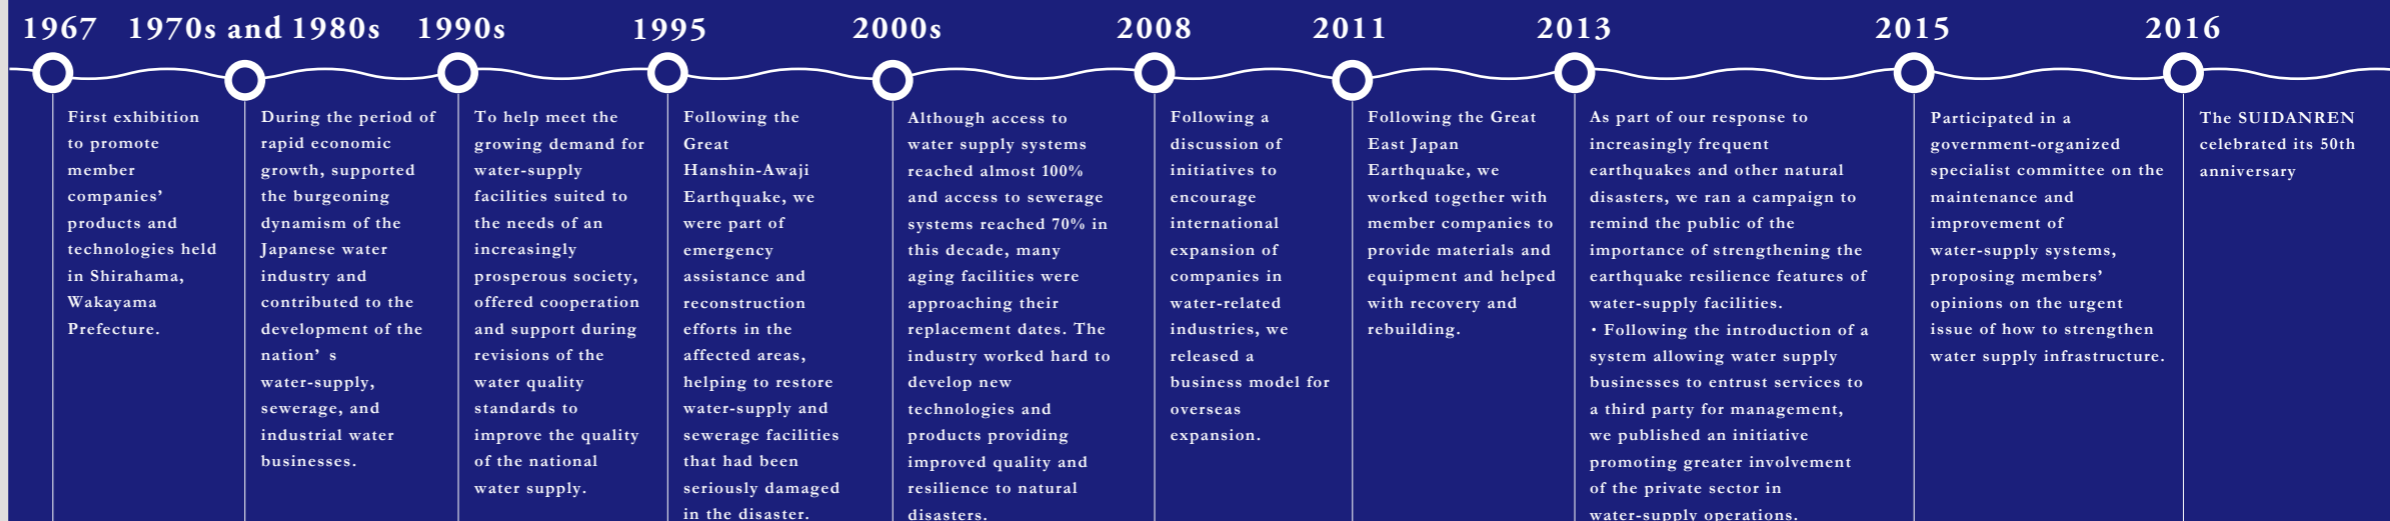 1967
First exhibition
to promote
member
companies’
products and
technologies held
in Shirahama,
Wakayama
Prefecture.
1970s and 1980s
During the period of
rapid economic
growth, supported
the burgeoning
dynamism of the
Japanese water
industry and
contributed to the
development of the
nation’ s
water-supply,
sewerage, and
industrial water
businesses.
1990s
To help meet the
growing demand for
water-supply
facilities suited to
the needs of an
increasingly
prosperous society,
offered cooperation
and support during
revisions of the
water quality
standards to
improve the quality
of the national
water supply.
1995
Following the
Great
Hanshin-Awaji
Earthquake, we
were part of
emergency
assistance and
reconstruction
efforts in the
affected areas,
helping to restore
water-supply and
sewerage facilities
that had been
seriously damaged
in the disaster.
2000s
Although access to
water supply systems
reached almost 100%
and access to sewerage
systems reached 70% in
this decade, many
aging facilities were
approaching their
replacement dates. The
industry worked hard to
develop new
technologies and
products providing
improved quality and
resilience to natural
disasters.
2008
Following a
discussion of
initiatives to
encourage
international
expansion of
companies in
water-related
industries, we
released a
business model for
overseas
expansion.
2011
Following the Great
East Japan
Earthquake, we
worked together with
member companies to
provide materials and
equipment and helped
with recovery and
rebuilding.
2013
As part of our response to
increasingly frequent
earthquakes and other natural
disasters, we ran a campaign to
remind the public of the
importance of strengthening the
earthquake resilience features of
water-supply facilities.
・Following the introduction of a
system allowing water supply
businesses to entrust services to
a third party for management,
we published an initiative
promoting greater involvement
of the private sector in
water-supply operations.
2015
Participated in a
government-organized
specialist committee on the
maintenance and
improvement of
water-supply systems,
proposing members’
opinions on the urgent
issue of how to strengthen
water supply infrastructure.
2016
The SUIDANREN
celebrated its 50th
anniversary